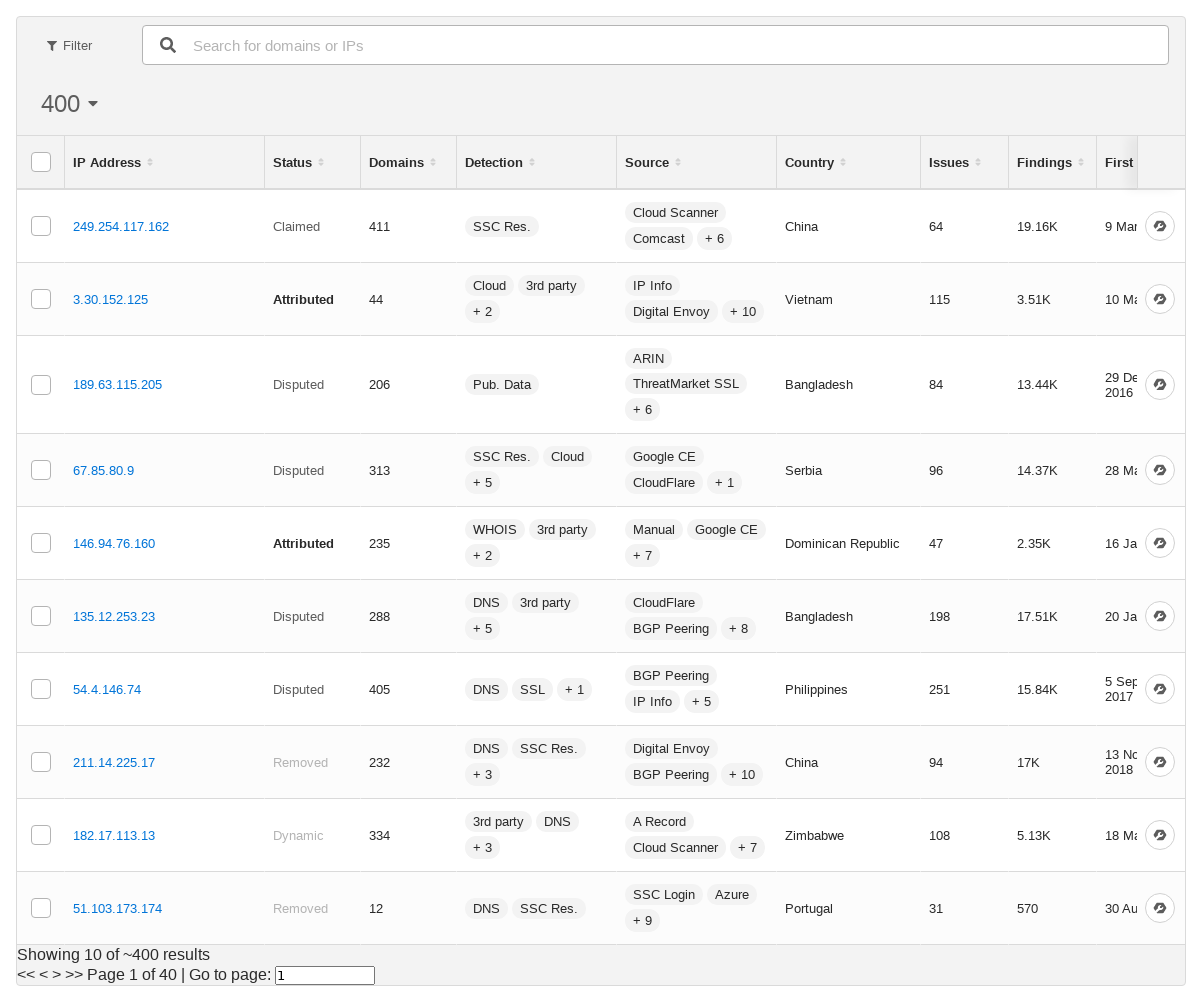 Filter
Search for domains or IPs
400
IP Address Status Domains Detection Source Country Issues Findings First
249.254.117.162 Claimed 411 SSC Res. Cloud Scanner Comcast + 6 China 64 19.16K 9 Mar
3.30.152.125 Attributed 44 Cloud 3rd party + 2 IP Info Digital Envoy + 10 Vietnam 115 3.51K 10 Ma
189.63.115.205 Disputed 206 Pub. Data ARIN ThreatMarket SSL + 6 Bangladesh 84 13.44K 29 De 2016
67.85.80.9 Disputed 313 SSC Res. Cloud + 5 Google CE CloudFlare + 1 Serbia 96 14.37K 28 Ma
146.94.76.160 Attributed 235 WHOIS 3rd party + 2 Manual Google CE + 7 Dominican Republic 47 2.35K 16 Ja
135.12.253.23 Disputed 288 DNS 3rd party + 5 CloudFlare BGP Peering + 8 Bangladesh 198 17.51K 20 Ja
54.4.146.74 Disputed 405 DNS SSL + 1 BGP Peering IP Info + 5 Philippines 251 15.84K 5 Sep 2017
211.14.225.17 Removed 232 DNS SSC Res. + 3 Digital Envoy BGP Peering + 10 China 94 17K 13 No 2018
182.17.113.13 Dynamic 334 3rd party DNS + 3 A Record Cloud Scanner + 7 Zimbabwe 108 5.13K 18 Ma
51.103.173.174 Removed 12 DNS SSC Res. SSC Login Azure + 9 Portugal 31 570 30 Au
Showing 10 of ~400 results
<< < > >> Page 1 of 40 | Go to page: 1